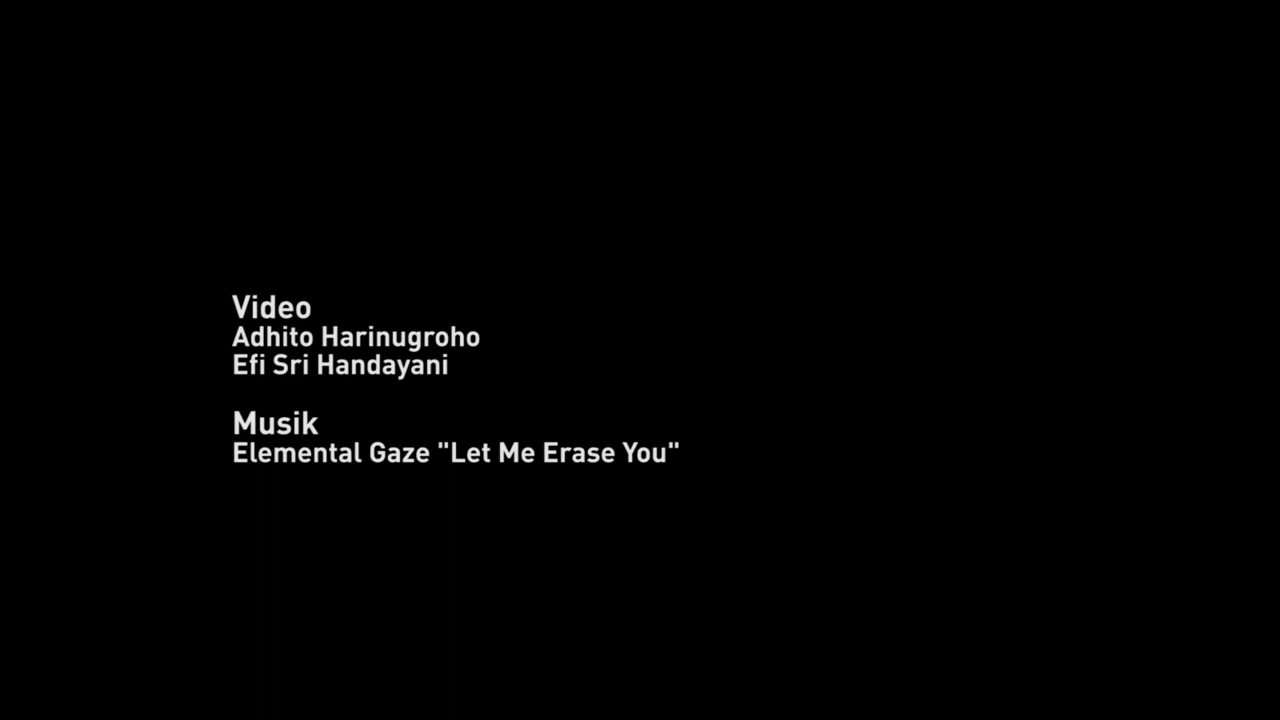 Video
Adhito Harinugroho
Efi Sri Handayani
Musik
Elemental Gaze "Let Me Erase You"